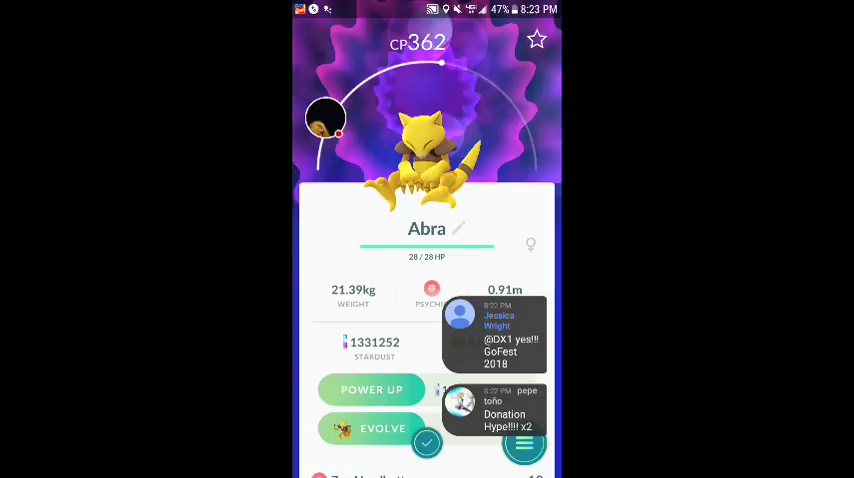 47% 8:23 PM
CP362
Abra
28 / 28 HP
21.39kg
WEIGHT
0.91m
1331252
STARDUST
POWER UP
EVOLVE
8:22 PM
Jessica
Wright
@DX1 yes!!!
GoFest
2018
8:22 PM pepe
toño
Donation
Hype!!!! x2